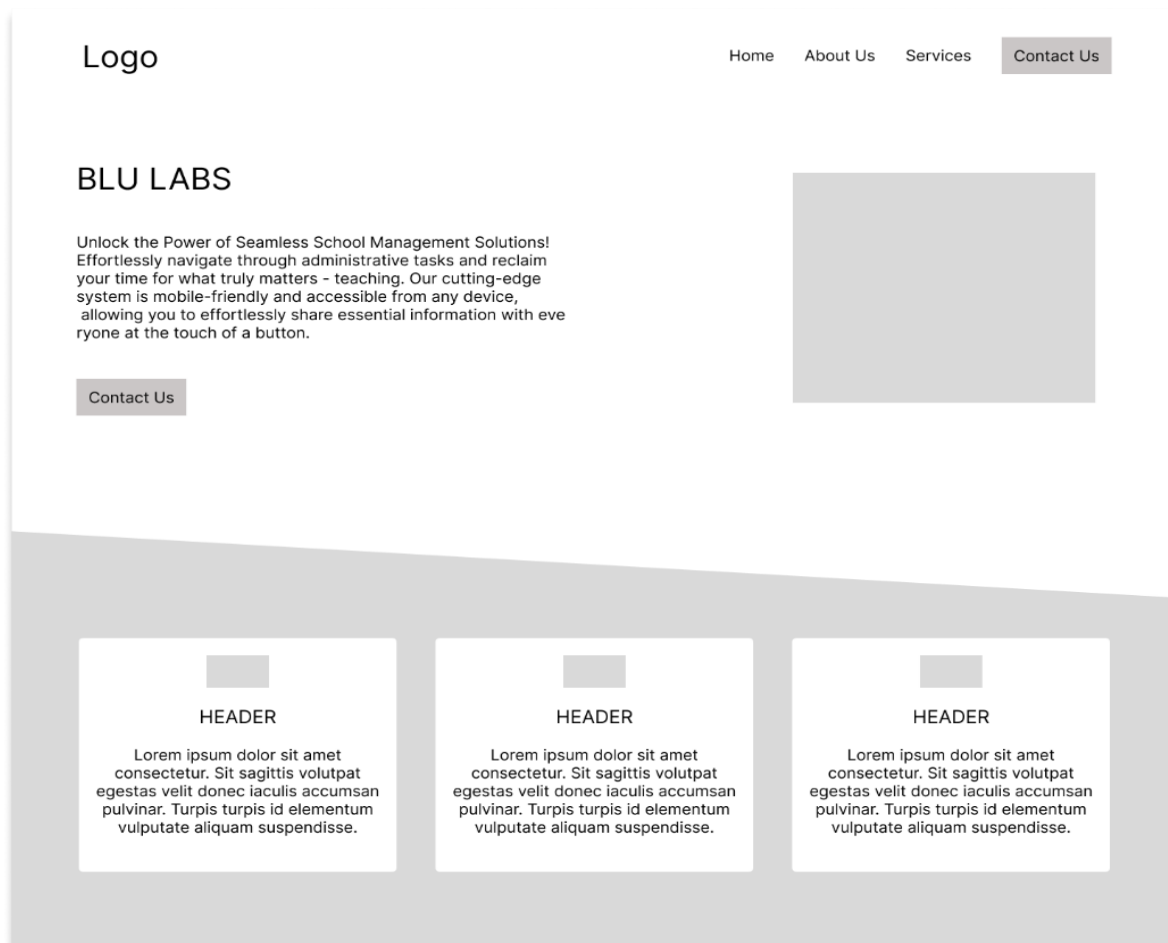 Logo
Home
About Us
Services
Contact Us
BLU LABS
Unlock the Power of Seamless School Management Solutions!
Effortlessly navigate through administrative tasks and reclaim
your time for what truly matters - teaching. Our cutting-edge
system is mobile-friendly and accessible from any device,
allowing you to effortlessly share essential information with eve
ryone at the touch of a button.
Contact Us
HEADER
Lorem ipsum dolor sit amet
consectetur. Sit sagittis volutpat
egestas velit donec iaculis accumsan
pulvinar. Turpis turpis id elementum
vulputate aliquam suspendisse.
HEADER
Lorem ipsum dolor sit amet
consectetur. Sit sagittis volutpat
egestas velit donec iaculis accumsan
pulvinar. Turpis turpis id elementum
vulputate aliquam suspendisse.
HEADER
Lorem ipsum dolor sit amet
consectetur. Sit sagittis volutpat
egestas velit donec iaculis accumsan
pulvinar. Turpis turpis id elementum
vulputate aliquam suspendisse.